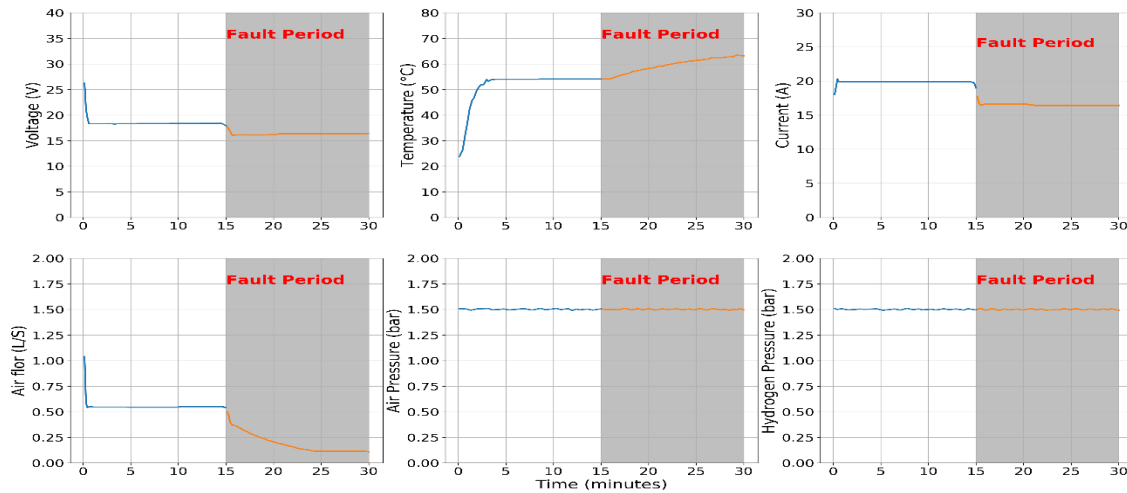 Voltage (V)
40
35
30
25
20
15
10
5
0
Fault Period
0 5 10 15 20 25 30
Temperature (°C)
80
70
60
50
40
30
20
10
0
Fault Period
0 5 10 15 20 25 30
Current (A)
30
25
20
15
10
5
0
Fault Period
0 5 10 15 20 25 30
Air flor (L/S)
2.00
1.75
1.50
1.25
1.00
0.75
0.50
0.25
0.00
Fault Period
0 5 10 15 20 25 30
Air Pressure (bar)
2.00
1.75
1.50
1.25
1.00
0.75
0.50
0.25
0.00
Fault Period
0 5 10 15 20 25 30
Time (minutes)
Hydrogen Pressure (bar)
2.00
1.75
1.50
1.25
1.00
0.75
0.50
0.25
0.00
Fault Period
0 5 10 15 20 25 30